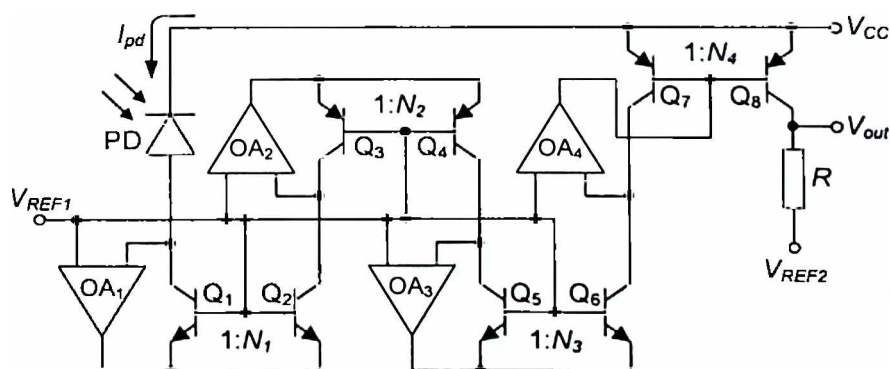 I_pd
V_CC
1:N_4
Q_7
Q_8
1:N_2
PD
OA_2
Q_3
Q_4
OA_4
V_out
R
V_REF1
V_REF2
OA_1
Q_1
Q_2
OA_3
Q_5
Q_6
1:N_1
1:N_3